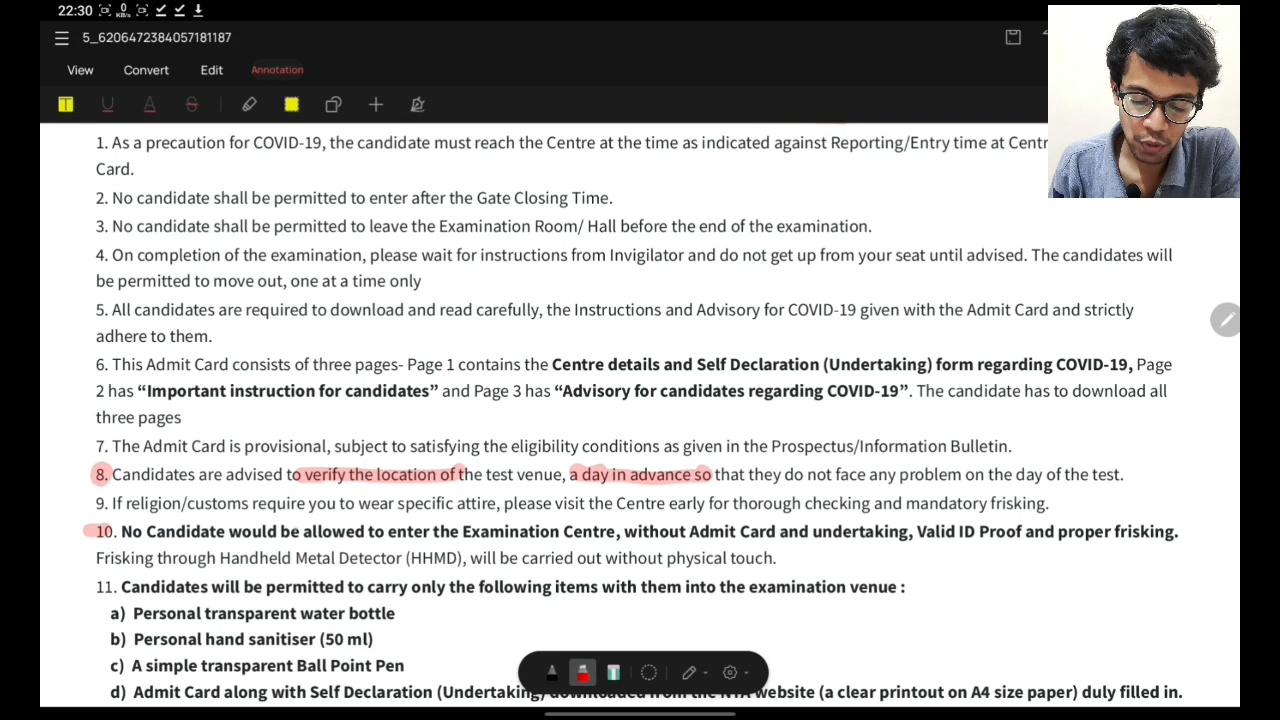 22:30 0 KB/s
5_6206472384057181187
View Convert Edit Annotation
T U A S
1. As a precaution for COVID-19, the candidate must reach the Centre at the time as indicated against Reporting/Entry time at Centr
Card.
2. No candidate shall be permitted to enter after the Gate Closing Time.
3. No candidate shall be permitted to leave the Examination Room/ Hall before the end of the examination.
4. On completion of the examination, please wait for instructions from Invigilator and do not get up from your seat until advised. The candidates will
be permitted to move out, one at a time only
5. All candidates are required to download and read carefully, the Instructions and Advisory for COVID-19 given with the Admit Card and strictly
adhere to them.
6. This Admit Card consists of three pages- Page 1 contains the Centre details and Self Declaration (Undertaking) form regarding COVID-19, Page
2 has “Important instruction for candidates” and Page 3 has “Advisory for candidates regarding COVID-19”. The candidate has to download all
three pages
7. The Admit Card is provisional, subject to satisfying the eligibility conditions as given in the Prospectus/Information Bulletin.
8. Candidates are advised to verify the location of the test venue, a day in advance so that they do not face any problem on the day of the test.
9. If religion/customs require you to wear specific attire, please visit the Centre early for thorough checking and mandatory frisking.
10. No Candidate would be allowed to enter the Examination Centre, without Admit Card and undertaking, Valid ID Proof and proper frisking.
Frisking through Handheld Metal Detector (HHMD), will be carried out without physical touch.
11. Candidates will be permitted to carry only the following items with them into the examination venue :
a) Personal transparent water bottle
b) Personal hand sanitiser (50 ml)
c) A simple transparent Ball Point Pen
d) Admit Card along with Self Declaration (Undertaking) downloaded from the NTA website (a clear printout on A4 size paper) duly filled in.